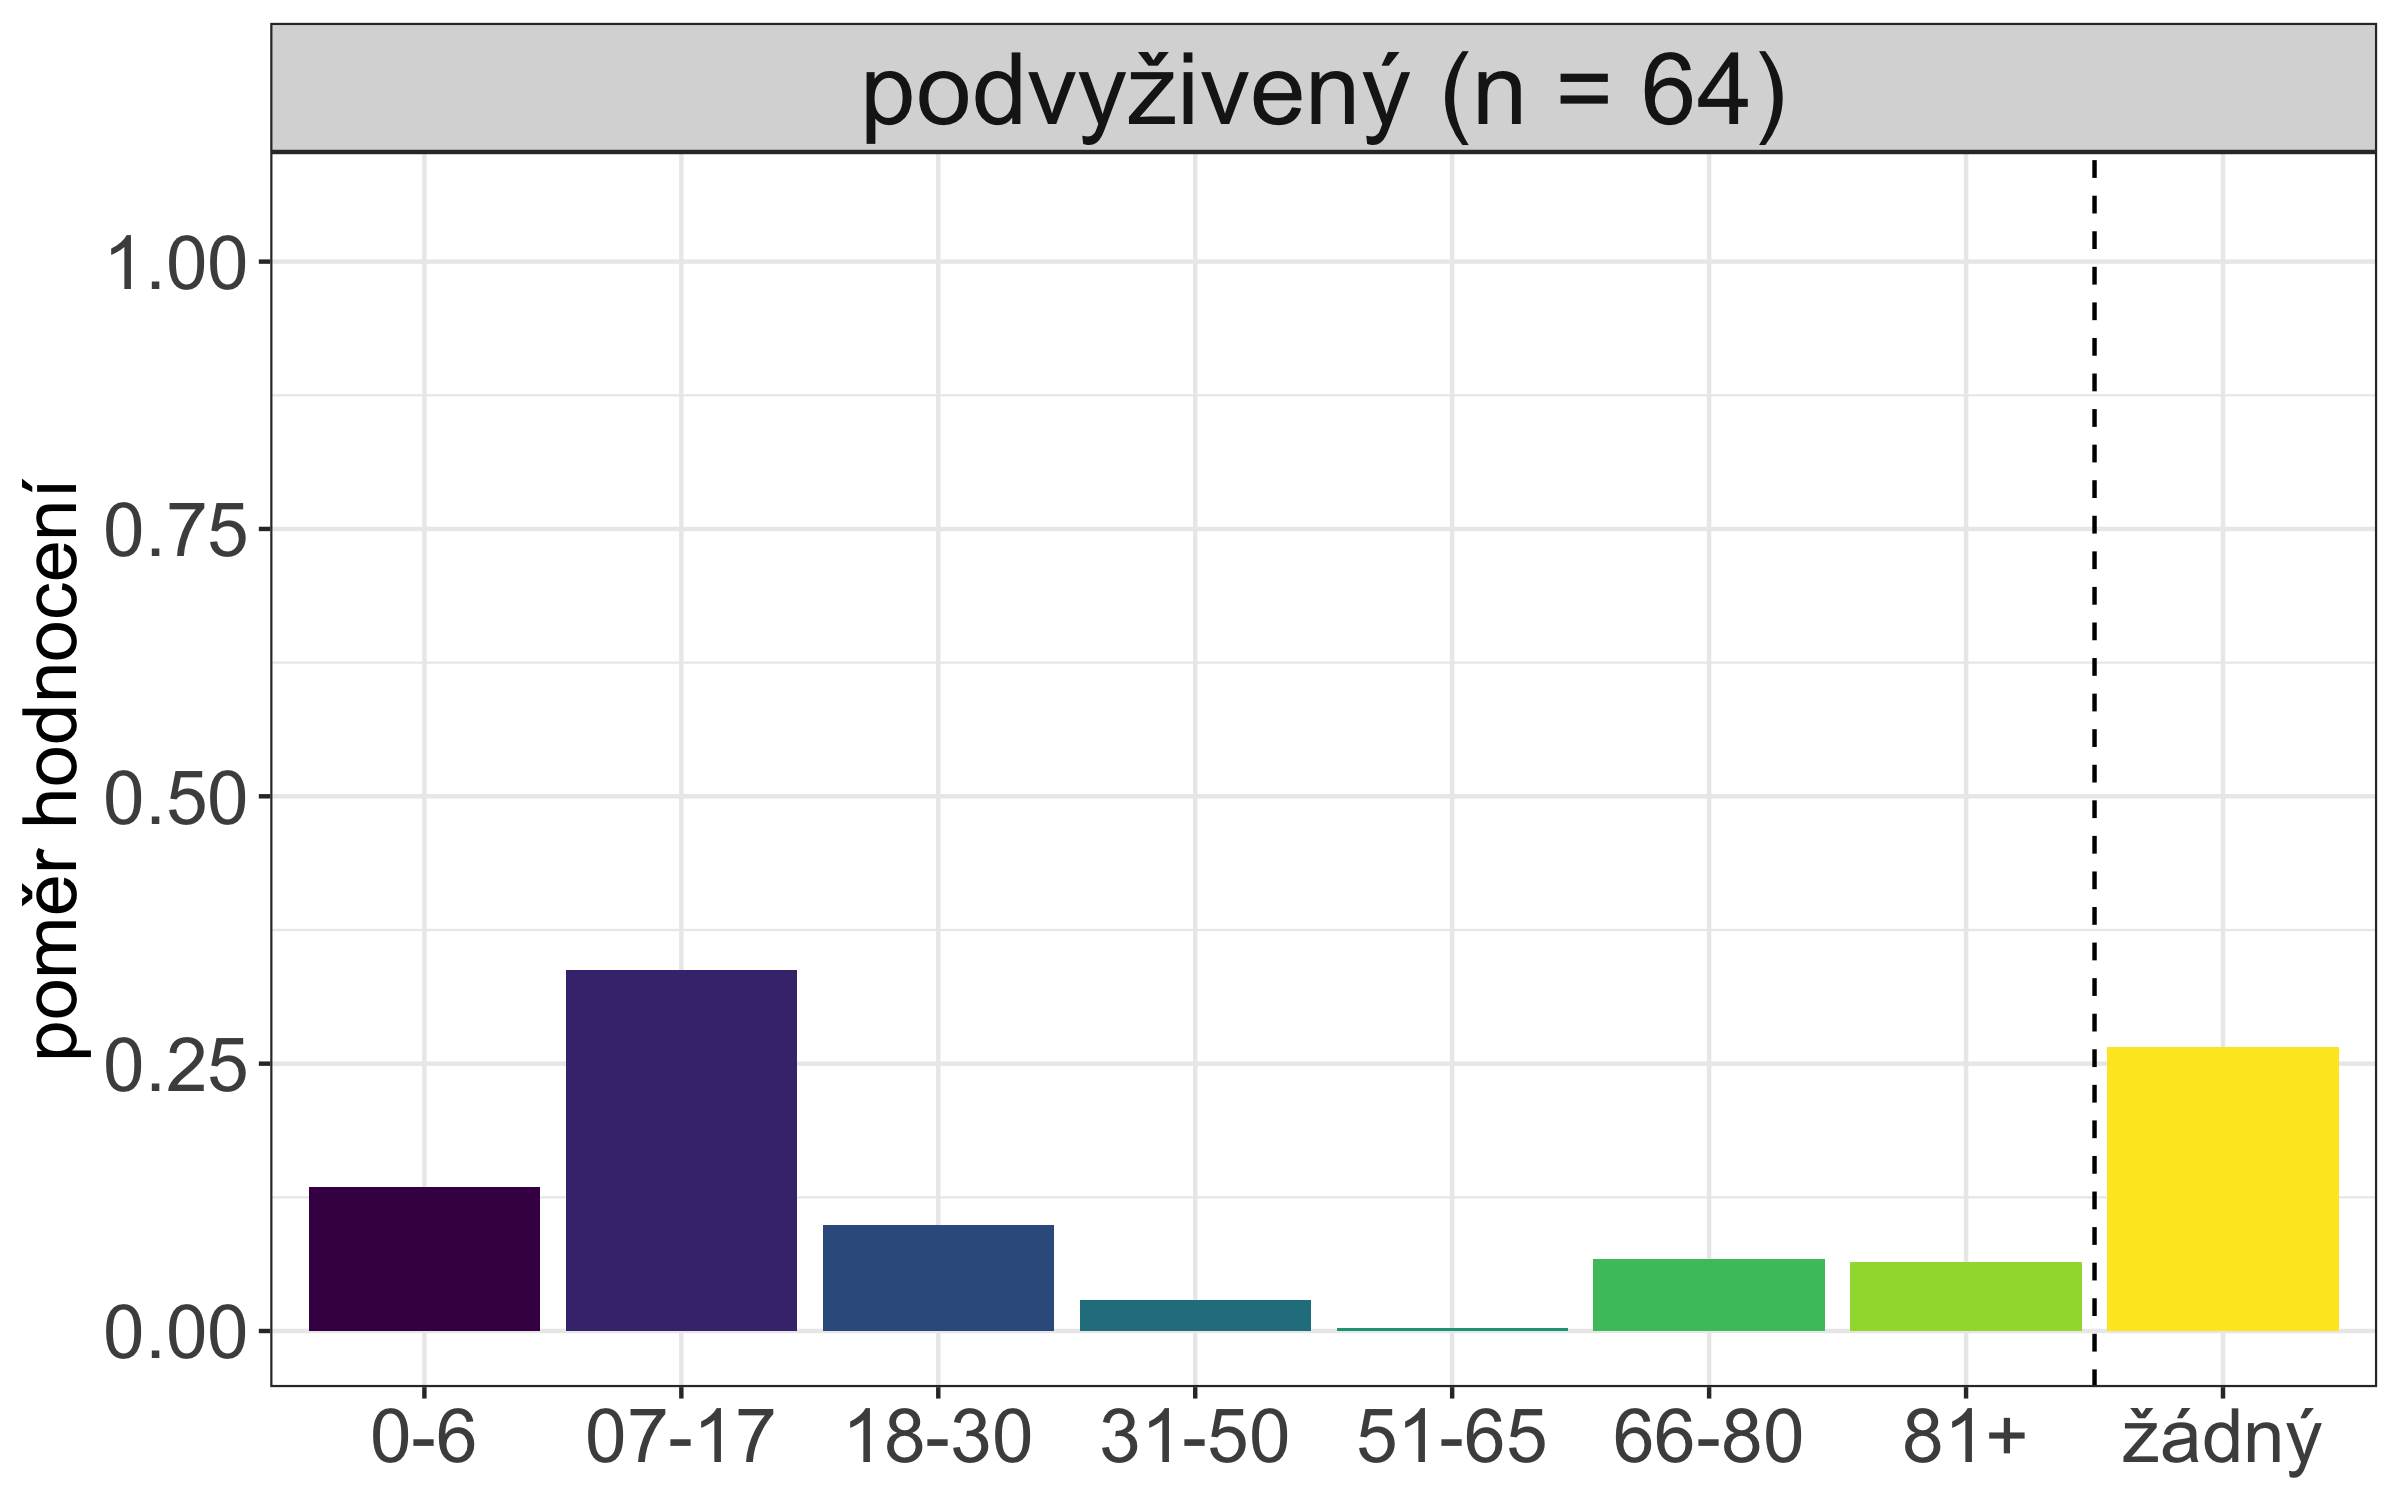 podvyživený (n = 64)
poměr hodnocení
1.00
0.75
0.50
0.25
0.00
0-6 07-17 18-30 31-50 51-65 66-80 81+ žádný